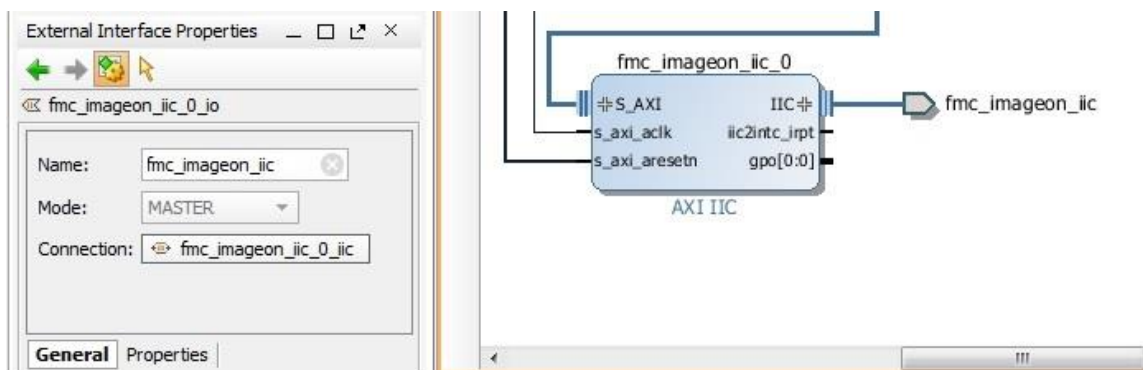 External Interface Properties
fmc_imageon_iic_0_io
Name: fmc_imageon_iic
Mode: MASTER
Connection: fmc_imageon_iic_0_iic
General Properties
fmc_imageon_iic_0
S_AXI IIC
s_axi_aclk iic2intc_irpt
s_axi_aresetn gpo[0:0]
AXI IIC
fmc_imageon_iic